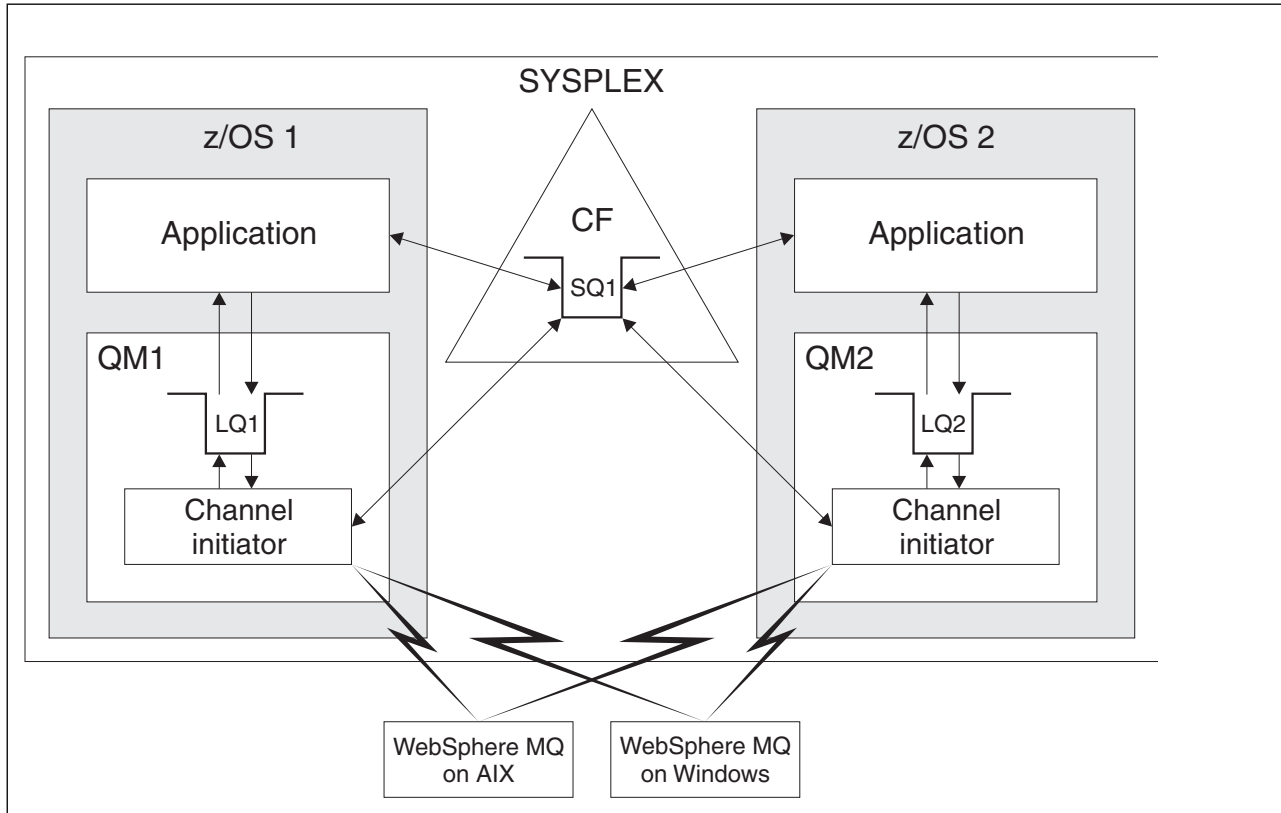 SYSPLEX
z/OS 1
z/OS 2
Application
CF
Application
SQ1
QM1
QM2
LQ1
LQ2
Channel
initiator
Channel
initiator
WebSphere MQ
on AIX
WebSphere MQ
on Windows